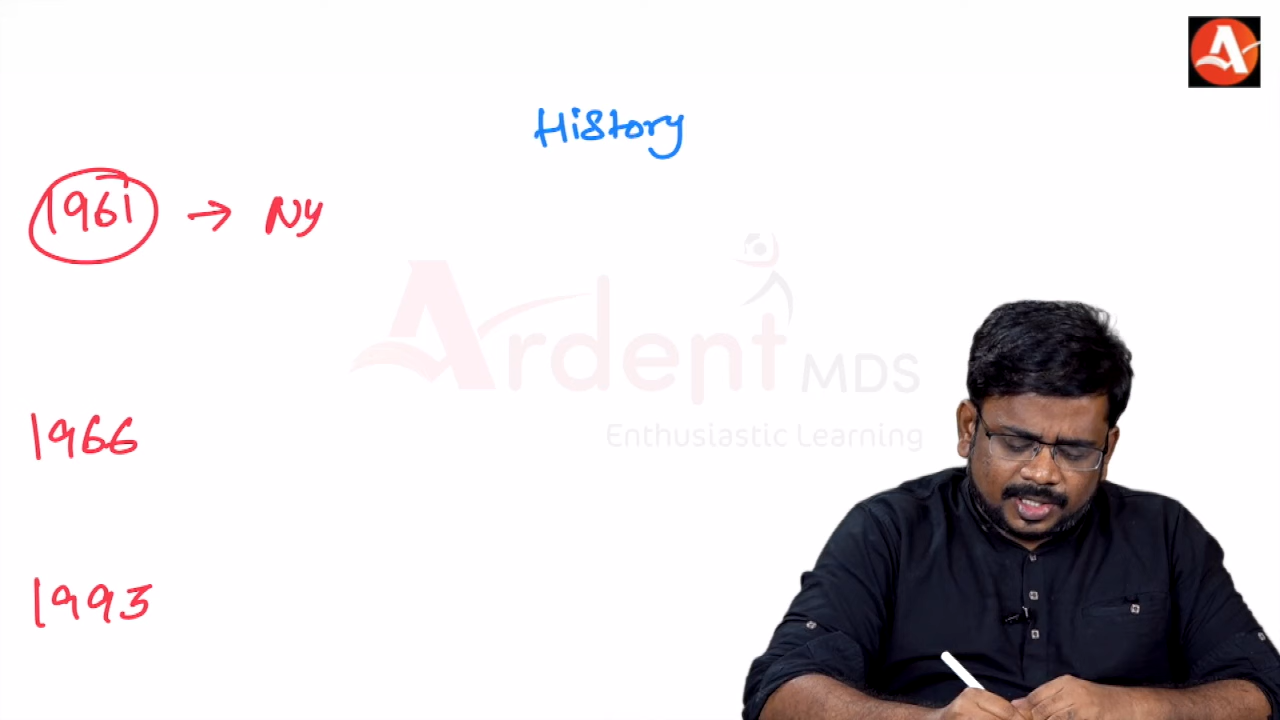 History
1961 → Ny
Ardent MDS
Enthusiastic Learning
1966
1993